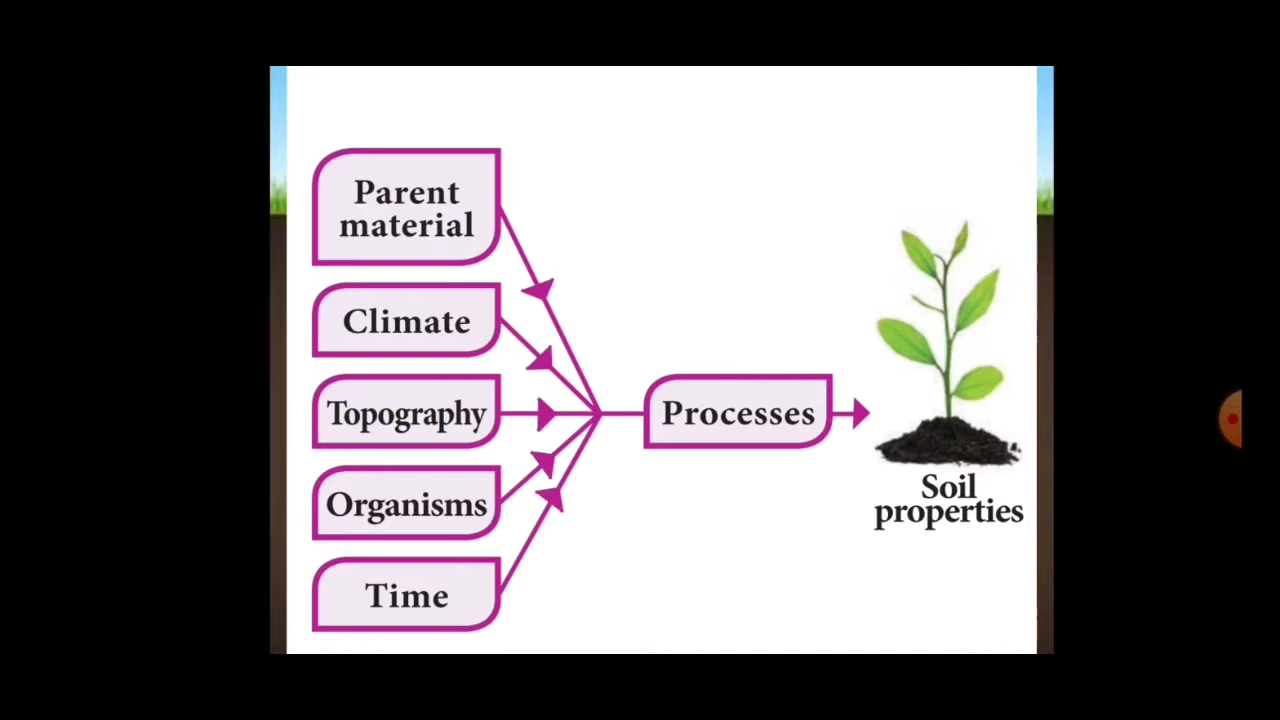 Parent
material
Climate
Topography
Organisms
Time
Processes
Soil
properties